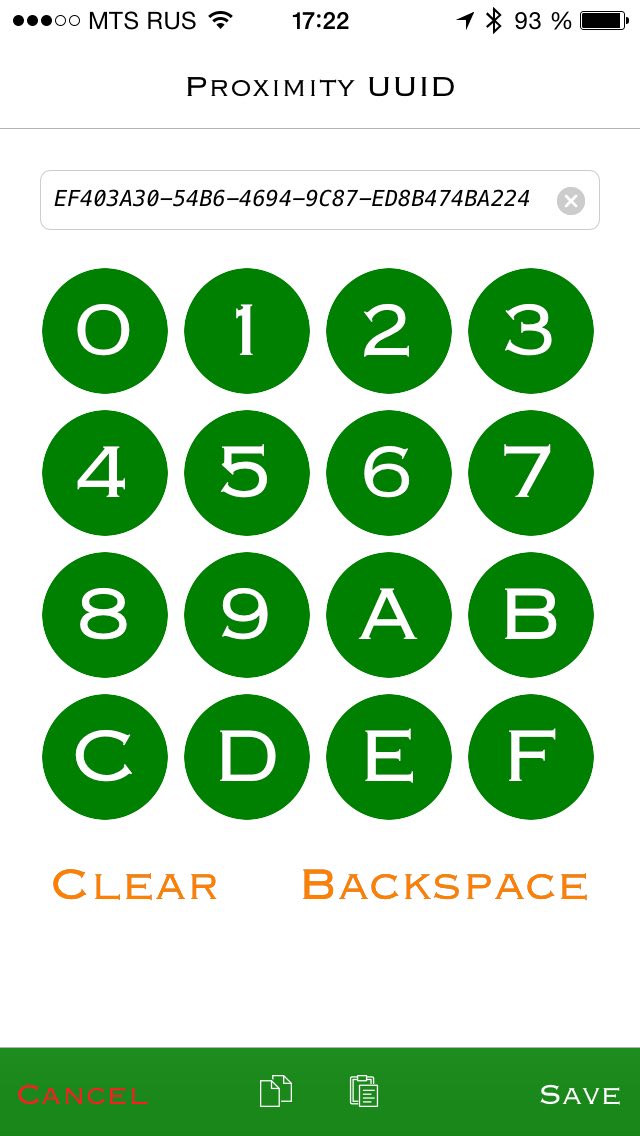 MTS RUS 17:22 93 %
PROXIMITY UUID
EF403A30-54B6-4694-9C87-ED8B474BA224
0 1 2 3
4 5 6 7
8 9 A B
C D E F
CLEAR BACKSPACE
CANCEL SAVE